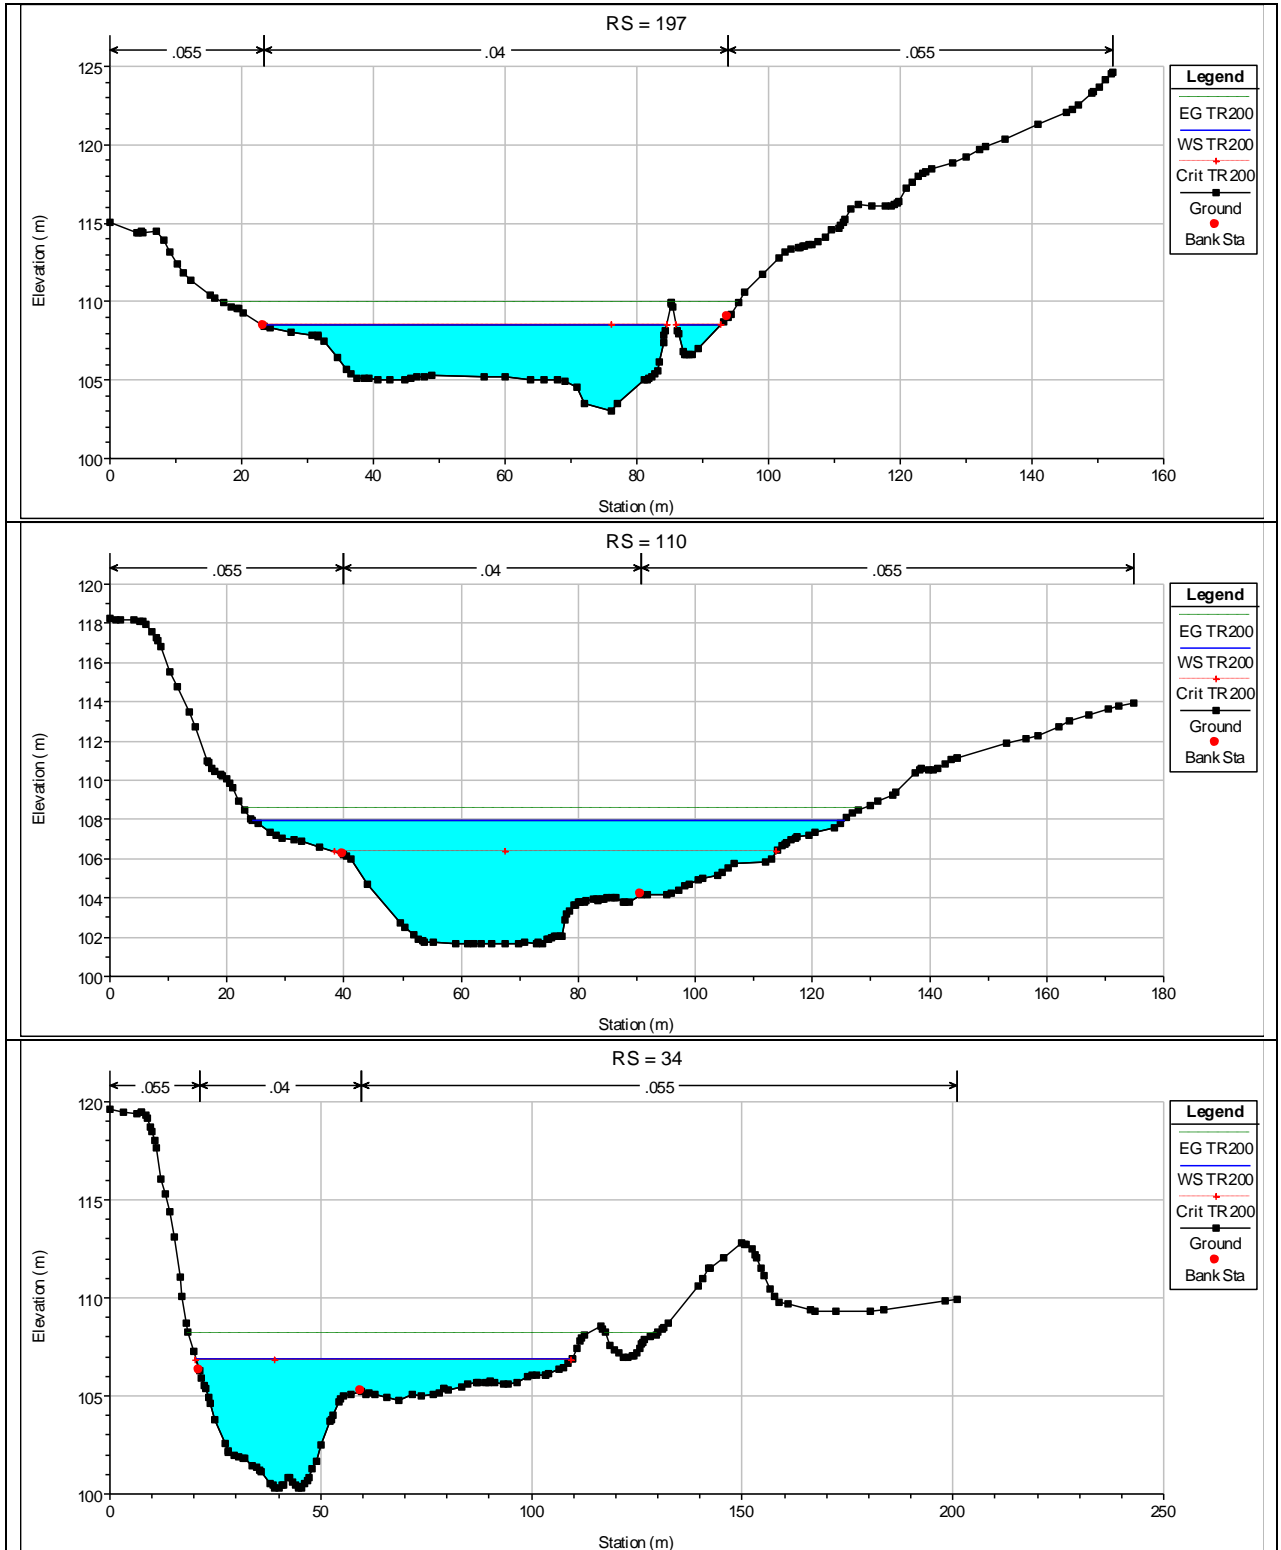 RS = 197
.055 .04 .055
125
120
115
110
105
100
Elevation (m)
0 20 40 60 80 100 120 140 160
Station (m)
Legend
EG TR200
WS TR200
Crit TR200
Ground
Bank Sta
RS = 110
.055 .04 .055
120
118
116
114
112
110
108
106
104
102
100
Elevation (m)
0 20 40 60 80 100 120 140 160 180
Station (m)
Legend
EG TR200
WS TR200
Crit TR200
Ground
Bank Sta
RS = 34
.055 .04 .055
120
115
110
105
100
Elevation (m)
0 50 100 150 200 250
Station (m)
Legend
EG TR200
WS TR200
Crit TR200
Ground
Bank Sta